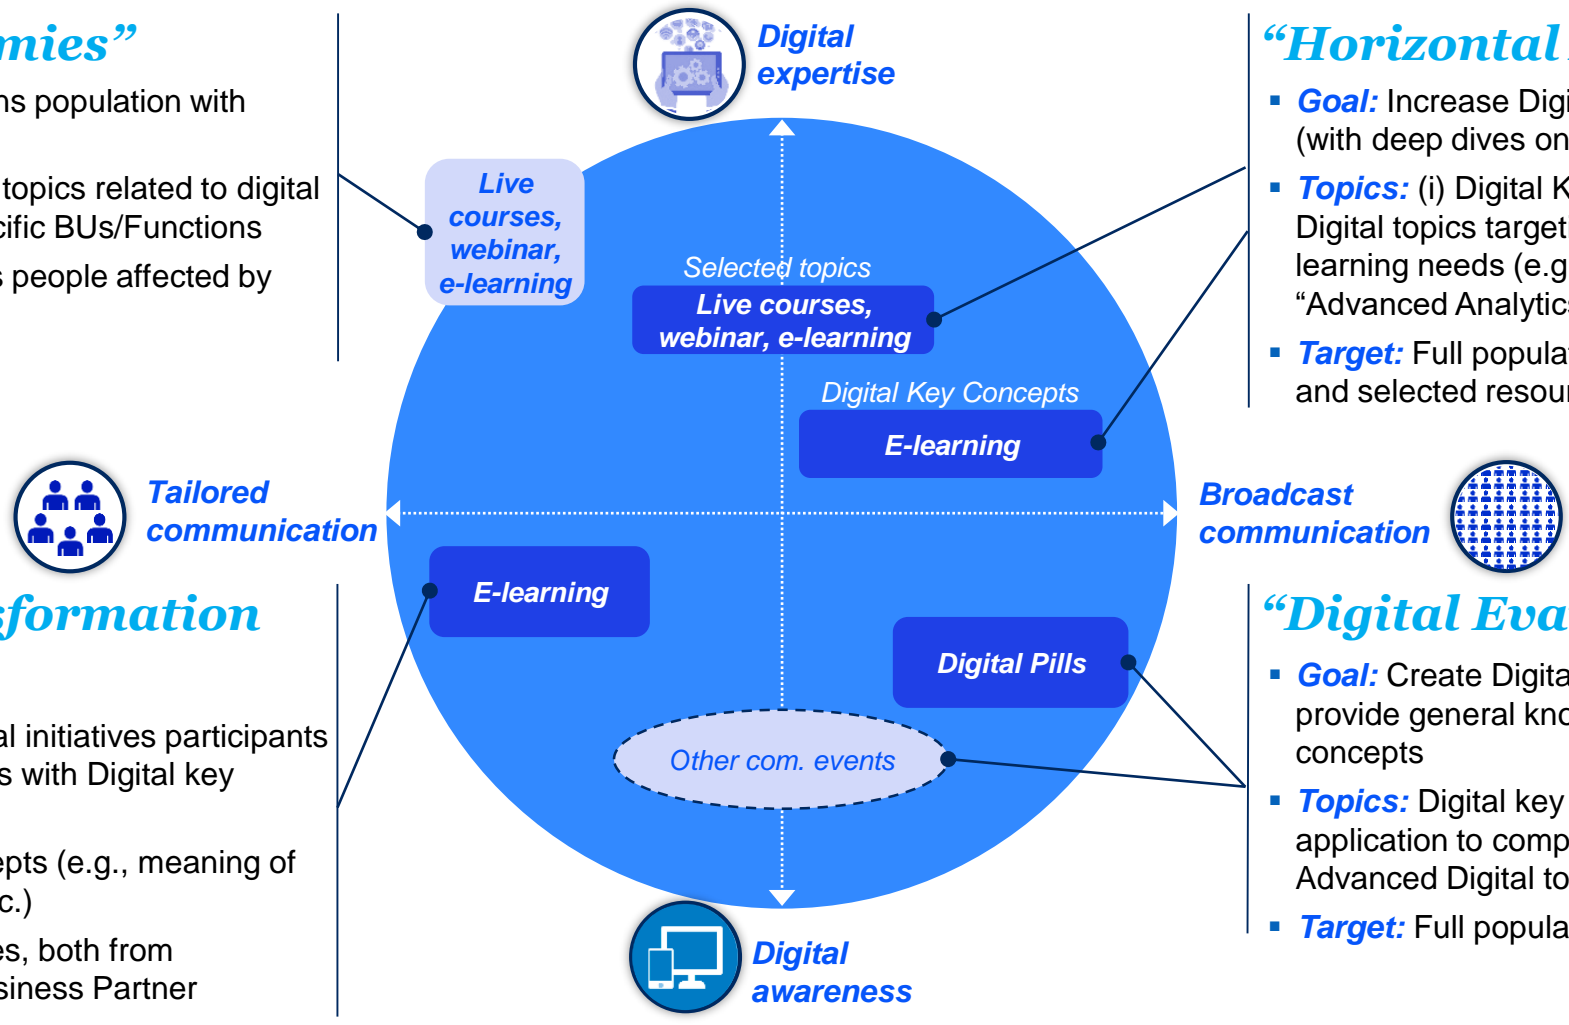 mies”
ns population with
topics related to digital
cific BUs/Functions
s people affected by
Digital
expertise
Live
courses,
webinar,
e-learning
Selected topics
Live courses,
webinar, e-learning
Digital Key Concepts
E-learning
“Horizontal
Goal: Increase Digi
(with deep dives on
Topics: (i) Digital K
Digital topics targeti
learning needs (e.g
“Advanced Analytics
Target: Full populat
and selected resour
Tailored
communication
Broadcast
communication
sformation
al initiatives participants
s with Digital key
epts (e.g., meaning of
c.)
es, both from
siness Partner
E-learning
Digital Pills
Other com. events
Digital
awareness
“Digital Eva
Goal: Create Digita
provide general kno
concepts
Topics: Digital key
application to comp
Advanced Digital to
Target: Full popula